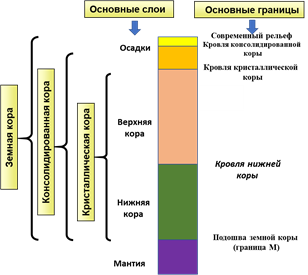 Основные слои
Основные границы
Осадки
Современный рельеф
Кровля консолидированной
коры
Кровля кристаллической
коры
Земная кора
Консолидированная кора
Кристаллическая кора
Верхняя
кора
Кровля нижней
коры
Нижняя
кора
Подошва земной коры
(граница М)
Мантия